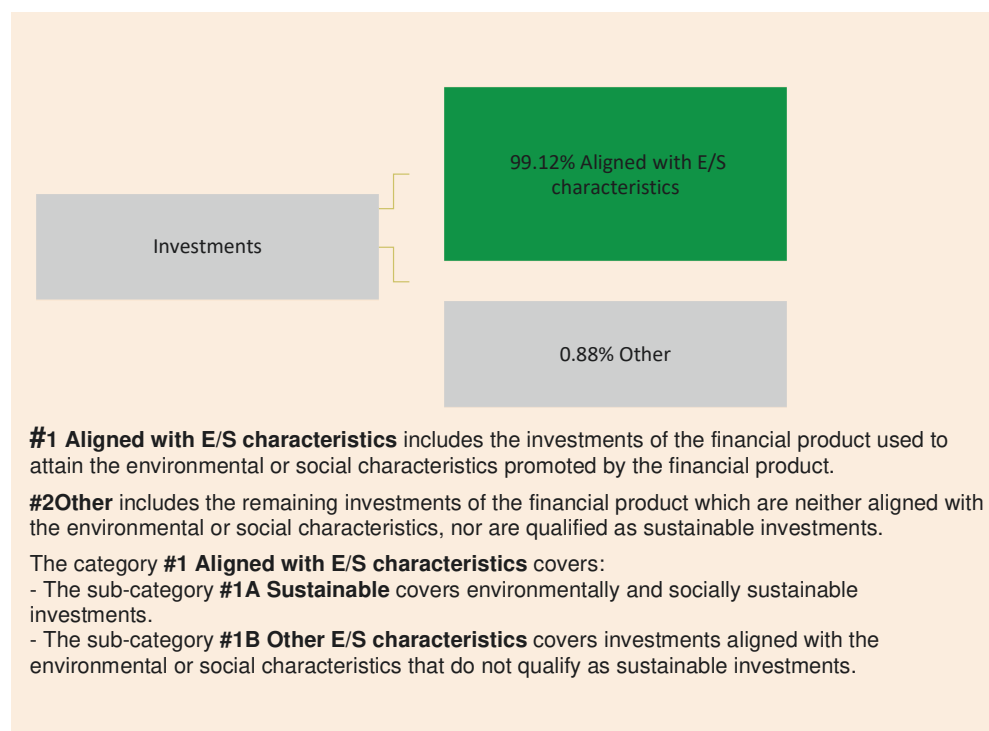 99.12% Aligned with E/S
characteristics
Investments
0.88% Other
#1 Aligned with E/S characteristics includes the investments of the financial product used to
attain the environmental or social characteristics promoted by the financial product.
#2Other includes the remaining investments of the financial product which are neither aligned with
the environmental or social characteristics, nor are qualified as sustainable investments.
The category #1 Aligned with E/S characteristics covers:
- The sub-category #1A Sustainable covers environmentally and socially sustainable
investments.
- The sub-category #1B Other E/S characteristics covers investments aligned with the
environmental or social characteristics that do not qualify as sustainable investments.